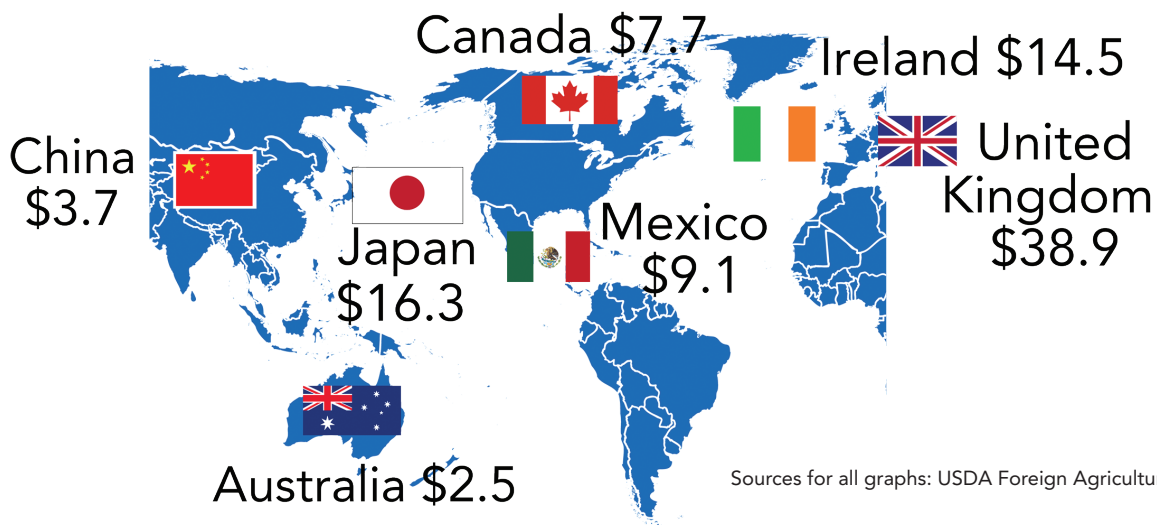 Canada $7.7
Ireland $14.5
China
$3.7
United
Kingdom
$38.9
Japan
$16.3
Mexico
$9.1
Australia $2.5
Sources for all graphs: USDA Foreign Agricultu